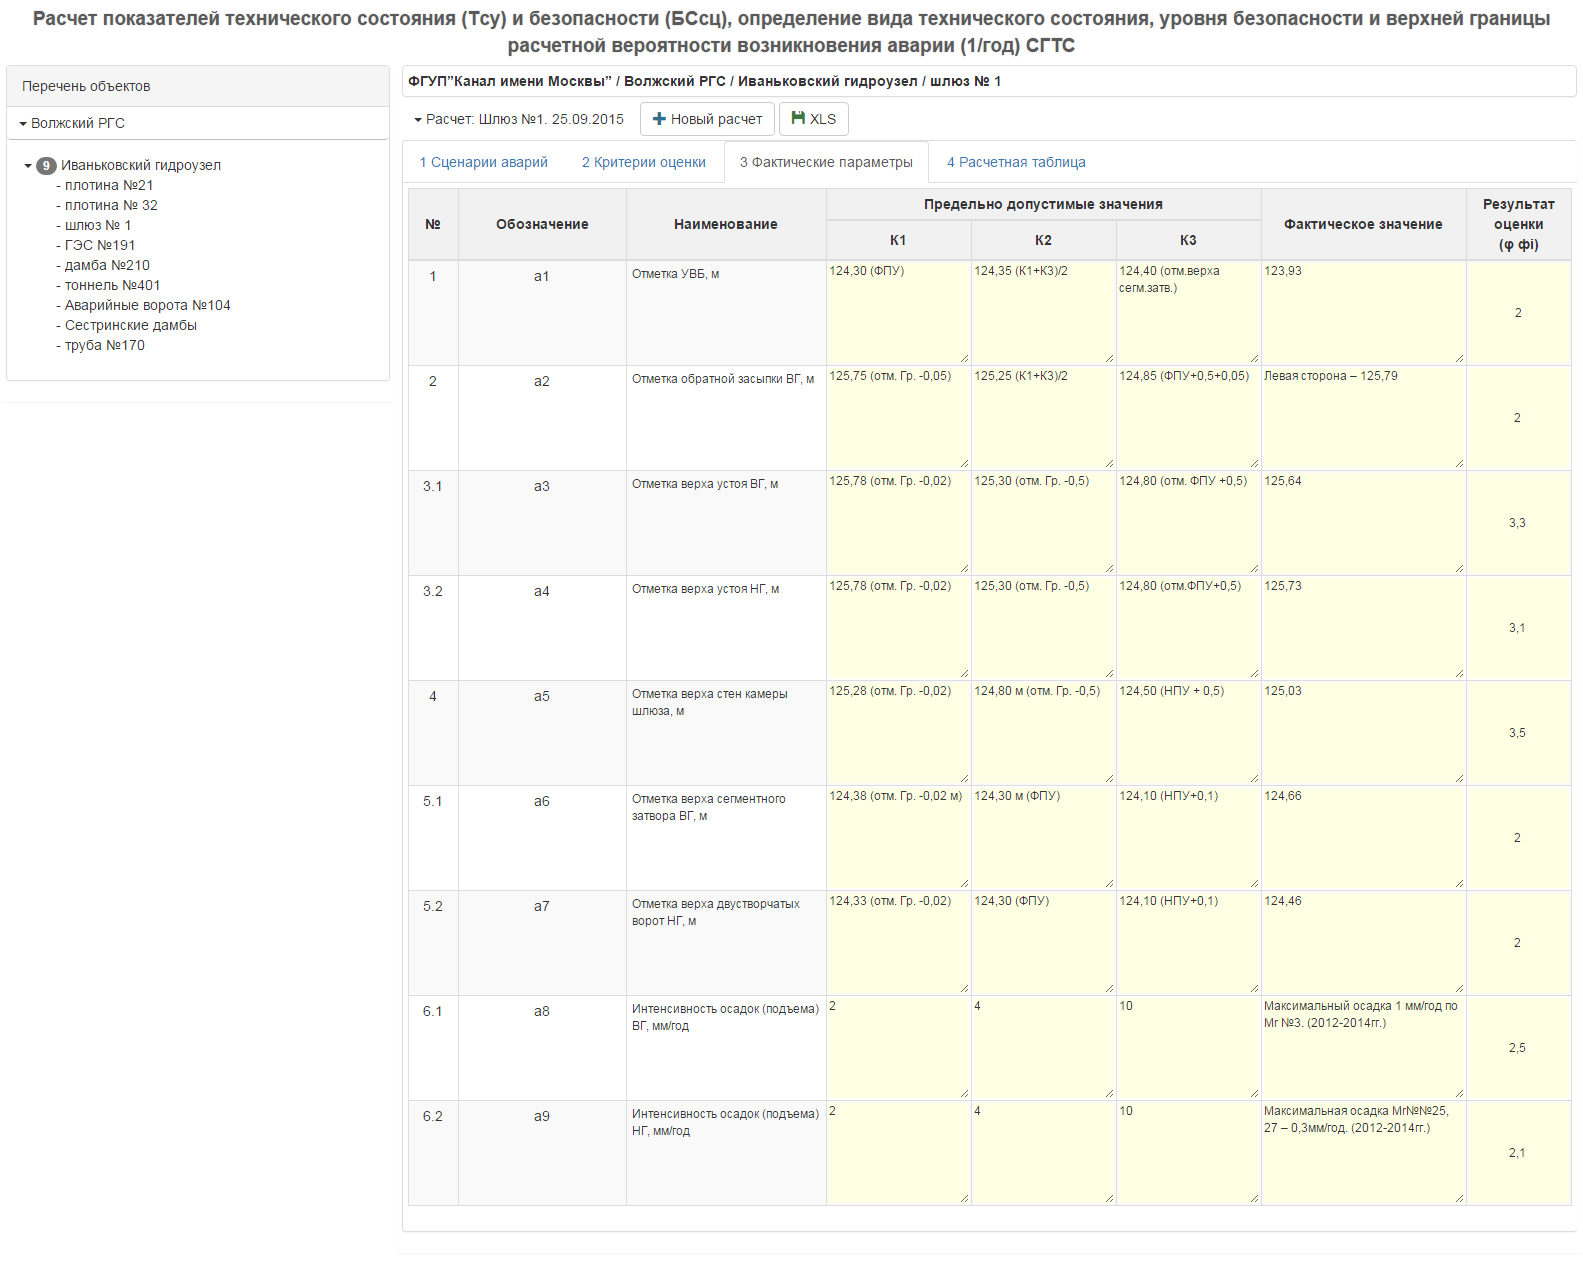 Расчет показателей технического состояния (Тсу) и безопасности (БСсц), определение вида технического состояния, уровня безопасности и верхней границы
расчетной вероятности возникновения аварии (1/год) СГТС
Перечень объектов
Волжский РГС
9 Иваньковский гидроузел
- плотина №21
- плотина № 32
- шлюз № 1
- ГЭС №191
- дамба №210
- тоннель №401
- Аварийные ворота №104
- Сестринские дамбы
- труба №170
ФГУП”Канал имени Москвы” / Волжский РГС / Иваньковский гидроузел / шлюз № 1
Расчет: Шлюз №1. 25.09.2015 Новый расчет XLS
1 Сценарии аварий 2 Критерии оценки 3 Фактические параметры 4 Расчетная таблица
№ Обозначение Наименование Предельно допустимые значения Фактическое значение Результат
оценки
(φ фi)
К1 К2 К3
1 а1 Отметка УВБ, м 124,30 (ФПУ) 124,35 (К1+К3)/2 124,40 (отм.верха 123,93
сегм.затв.)
2
2 а2 Отметка обратной засыпки ВГ, м 125,75 (отм. Гр. -0,05) 125,25 (К1+К3)/2 124,85 (ФПУ+0,5+0,05) Левая сторона – 125,79
2
3.1 а3 Отметка верха устоя ВГ, м 125,78 (отм. Гр. -0,02) 125,30 (отм. Гр. -0,5) 124,80 (отм. ФПУ +0,5) 125,64
3,3
3.2 а4 Отметка верха устоя НГ, м 125,78 (отм. Гр. -0,02) 125,30 (отм. Гр. -0,5) 124,80 (отм.ФПУ+0,5) 125,73
3,1
4 а5 Отметка верха стен камеры 125,28 (отм. Гр. -0,02) 124,80 м (отм. Гр. -0,5) 124,50 (НПУ + 0,5) 125,03
шлюза, м
3,5
5.1 а6 Отметка верха сегментного 124,38 (отм. Гр. -0,02 м) 124,30 м (ФПУ) 124,10 (НПУ+0,1) 124,66
затвора ВГ, м
2
5.2 а7 Отметка верха двустворчатых 124,33 (отм. Гр. -0,02) 124,30 (ФПУ) 124,10 (НПУ+0,1) 124,46
ворот НГ, м
2
6.1 а8 Интенсивность осадок (подъема) 2 4 10 Максимальный осадка 1 мм/год по
ВГ, мм/год Мг №3. (2012-2014гг.)
2,5
6.2 а9 Интенсивность осадок (подъема) 2 4 10 Максимальная осадка Мг№№25,
НГ, мм/год 27 – 0,3мм/год. (2012-2014гг.)
2,1